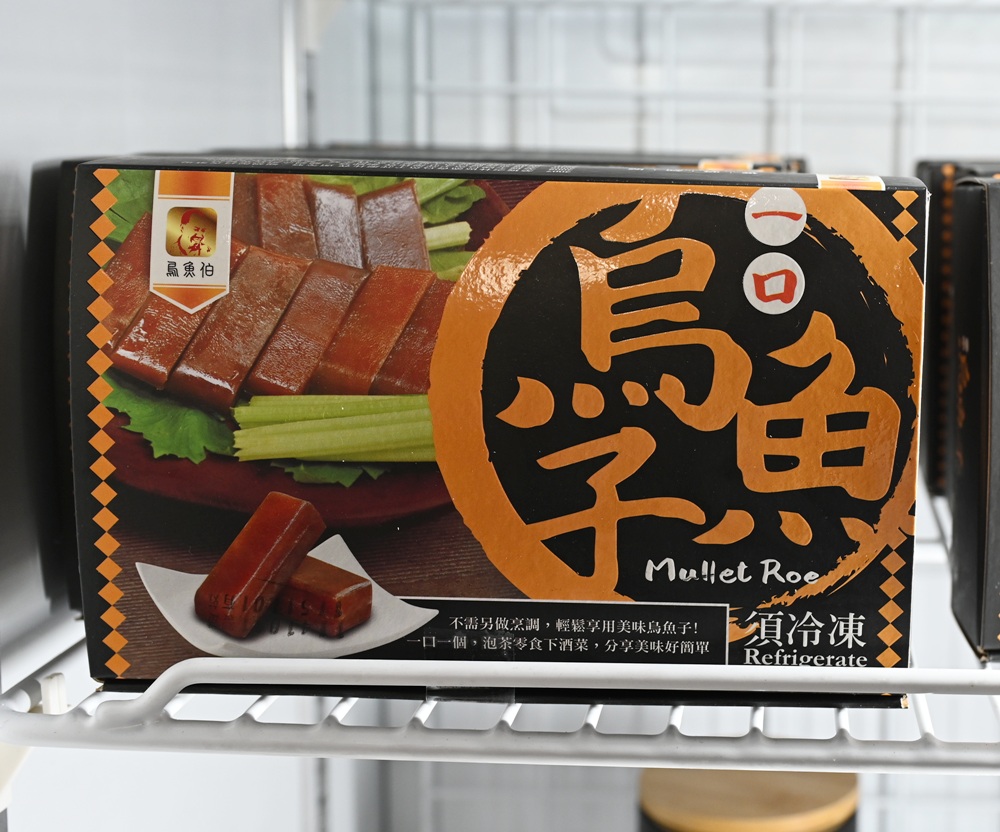 烏魚伯
一口
烏魚子
Mullet Roe
不需另做烹調，輕鬆享用美味烏魚子!
一口一個，泡茶零食下酒菜，分享美味好簡單
須冷凍
Refrigerate